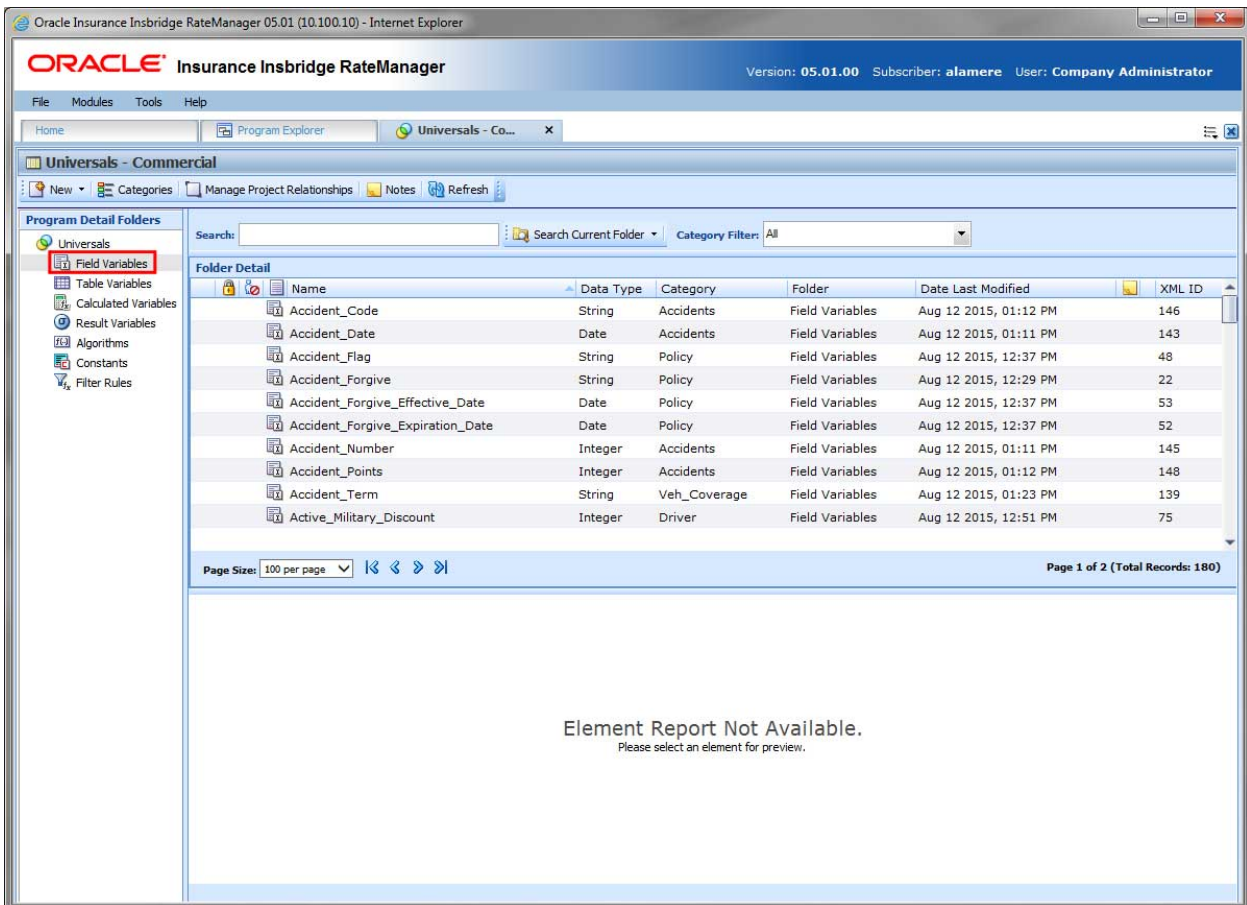 Oracle Insurance Insbridge RateManager 05.01 (10.100.10) - Internet Explorer
ORACLE Insurance Insbridge RateManager
Version: 05.01.00 Subscriber: alamere User: Company Administrator
File Modules Tools Help
Home Program Explorer Universals - Co... x
Universals - Commercial
New Categories Manage Project Relationships Notes Refresh
Program Detail Folders
Universals
Field Variables
Table Variables
Calculated Variables
Result Variables
Algorithms
Constants
Filter Rules
Search: Search Current Folder Category Filter: All
Folder Detail
Name Data Type Category Folder Date Last Modified XML ID
Accident_Code String Accidents Field Variables Aug 12 2015, 01:12 PM 146
Accident_Date Date Accidents Field Variables Aug 12 2015, 01:11 PM 143
Accident_Flag String Policy Field Variables Aug 12 2015, 12:37 PM 48
Accident_Forgive String Policy Field Variables Aug 12 2015, 12:29 PM 22
Accident_Forgive_Effective_Date Date Policy Field Variables Aug 12 2015, 12:37 PM 53
Accident_Forgive_Expiration_Date Date Policy Field Variables Aug 12 2015, 12:37 PM 52
Accident_Number Integer Accidents Field Variables Aug 12 2015, 01:11 PM 145
Accident_Points Integer Accidents Field Variables Aug 12 2015, 01:12 PM 148
Accident_Term String Veh_Coverage Field Variables Aug 12 2015, 01:23 PM 139
Active_Military_Discount Integer Driver Field Variables Aug 12 2015, 12:51 PM 75
Page Size: 100 per page Page 1 of 2 (Total Records: 180)
Element Report Not Available.
Please select an element for preview.